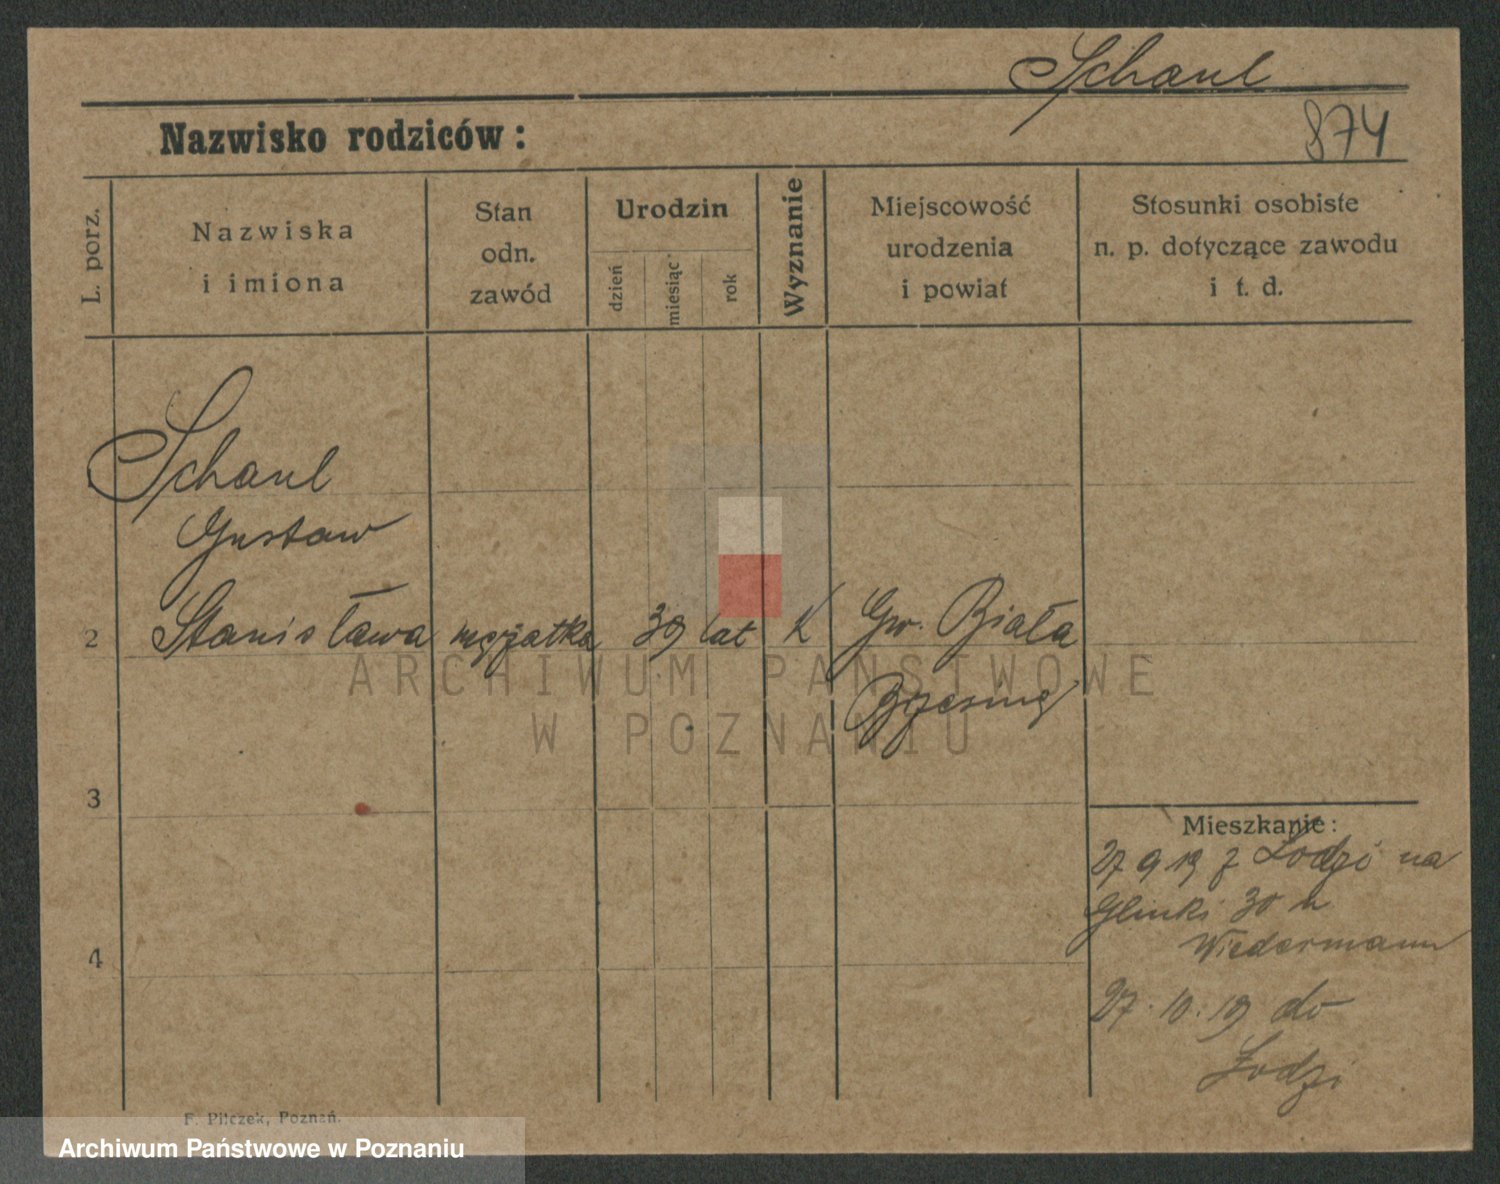 Schaul
Nazwisko rodziców:
874
L. porz.
Nazwiska
i imiona
Stan
odn.
zawód
Urodzin
dzień
miesiąc
rok
Wyznanie
Miejscowość
urodzenia
i powiat
Stosunki osobiste
n. p. dotyczące zawodu
i t. d.
Schaul
Gustaw
2 Stanisława mężatka 39 lat K Gw. Biała
Brzeziny
ARCHIWUM PAŃSTWOWE
W POZNANIU
3
Mieszkanie:
27 9 19 z Łodzi na
Glinki 30 u
Wiedermann
4
27.10.19 do
Łodzi
F. Pilczek, Poznań.
Archiwum Państwowe w Poznaniu